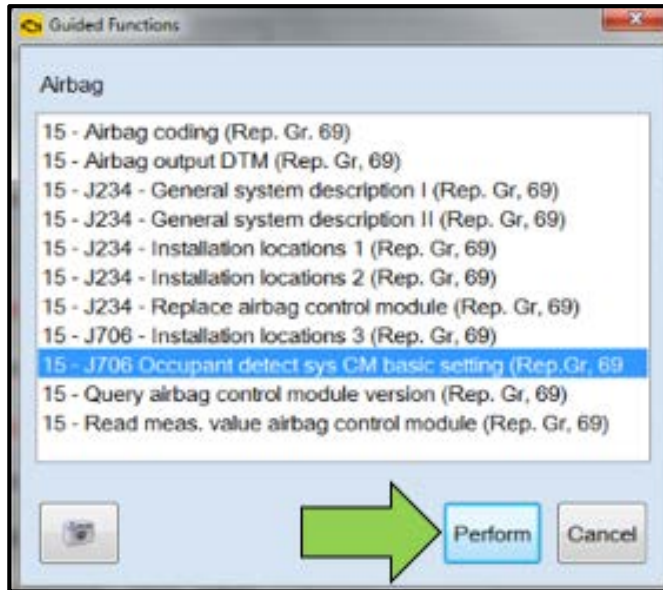 Guided Functions
Airbag
15 - Airbag coding (Rep. Gr. 69)
15 - Airbag output DTM (Rep. Gr, 69)
15 - J234 - General system description I (Rep. Gr, 69)
15 - J234 - General system description II (Rep. Gr, 69)
15 - J234 - Installation locations 1 (Rep. Gr, 69)
15 - J234 - Installation locations 2 (Rep. Gr, 69)
15 - J234 - Replace airbag control module (Rep. Gr, 69)
15 - J706 - Installation locations 3 (Rep. Gr, 69)
15 - J706 Occupant detect sys CM basic setting (Rep.Gr, 69
15 - Query airbag control module version (Rep. Gr, 69)
15 - Read meas. value airbag control module (Rep. Gr, 69)
Perform Cancel